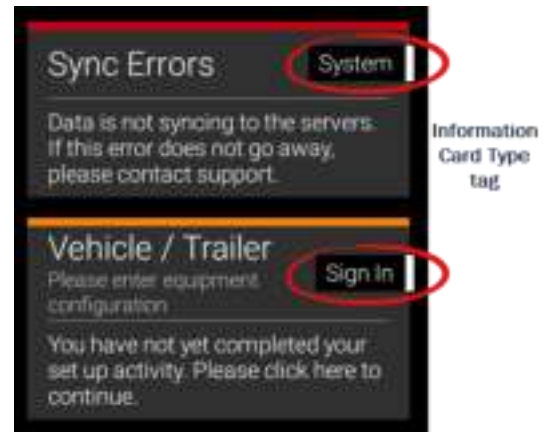 Sync Errors
System
Data is not syncing to the servers.
If this error does not go away,
please contact support.
Information
Card Type
tag
Vehicle / Trailer
Please enter equipment
configuration
Sign In
You have not yet completed your
set up activity. Please click here to
continue.